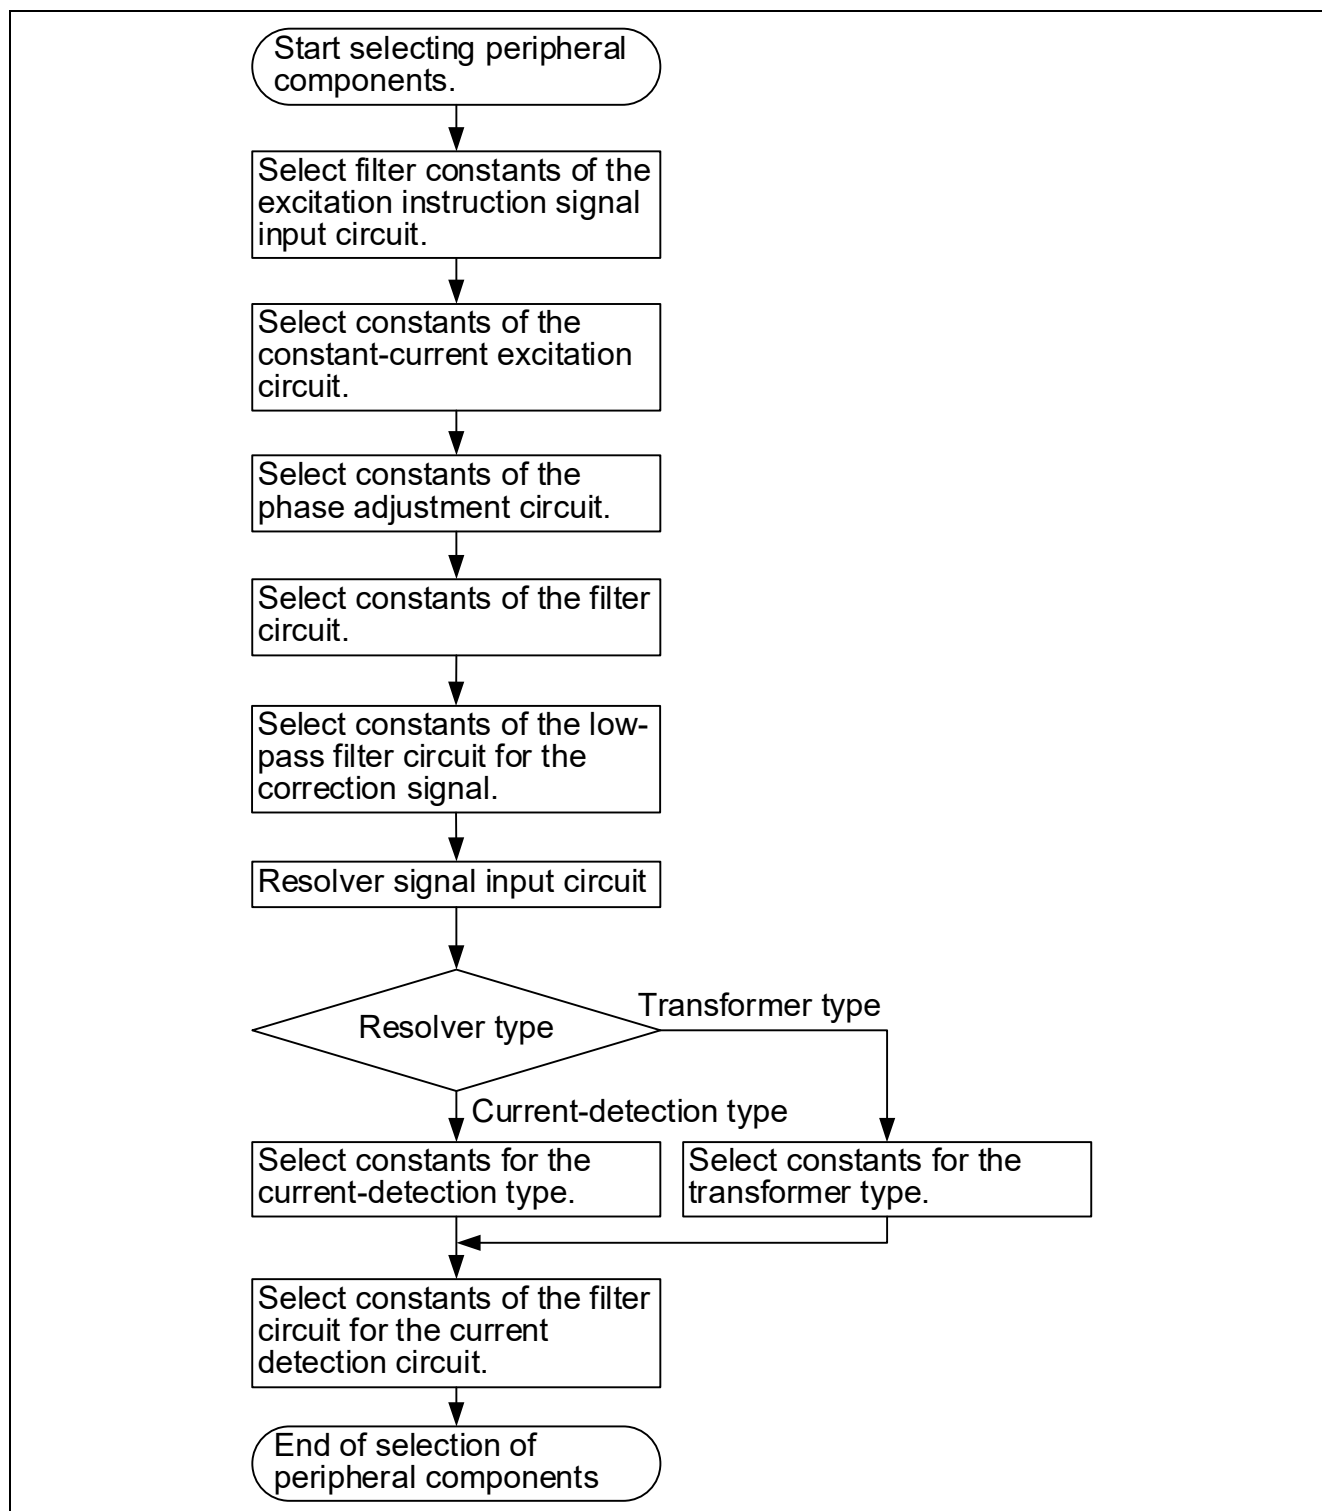 Start selecting peripheral
components.
Select filter constants of the
excitation instruction signal
input circuit.
Select constants of the
constant-current excitation
circuit.
Select constants of the
phase adjustment circuit.
Select constants of the filter
circuit.
Select constants of the low-
pass filter circuit for the
correction signal.
Resolver signal input circuit
Resolver type
Transformer type
Current-detection type
Select constants for the
current-detection type.
Select constants for the
transformer type.
Select constants of the filter
circuit for the current
detection circuit.
End of selection of
peripheral components